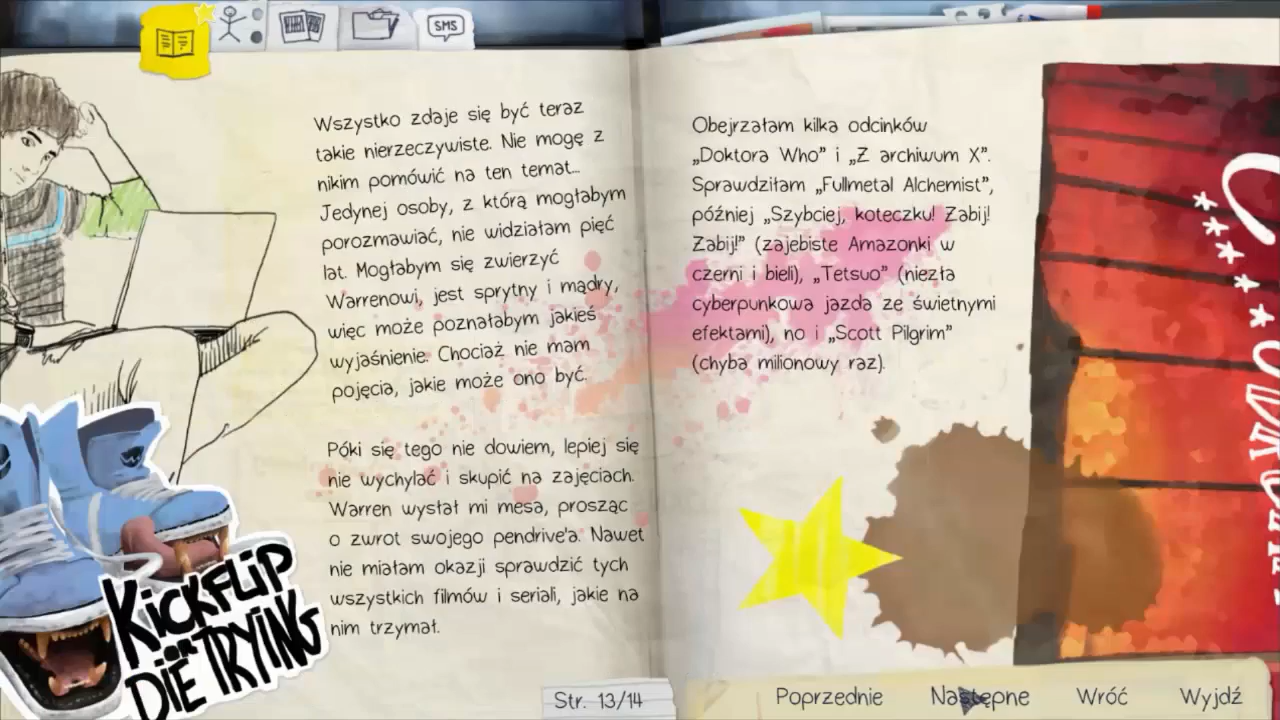 SMS
Wszystko zdaje się być teraz
takie nierzeczywiste. Nie mogę z
nikim pomówić na ten temat...
Jedynej osoby, z którą mogłabym
porozmawiać, nie widziałam pięć
lat. Mogłabym się zwierzyć
Warrenowi, jest sprytny i mądry,
więc może poznałabym jakieś
wyjaśnienie. Chociaż nie mam
pojęcia, jakie może ono być.
Póki się tego nie dowiem, lepiej się
nie wychylać i skupić na zajęciach.
Warren wysłał mi mesa, prosząc
o zwrot swojego pendrive'a. Nawet
nie miałam okazji sprawdzić tych
wszystkich filmów i seriali, jakie na
nim trzymał.
KICKFLIP
OR
DIE TRYING
Obejrzałam kilka odcinków
„Doktora Who” i „Z archiwum X”.
Sprawdziłam „Fullmetal Alchemist”,
później „Szybciej, koteczku! Zabij!
Zabij!” (zajebiste Amazonki w
czerni i bieli), „Tetsuo” (niezła
cyberpunkowa jazda ze świetnymi
efektami), no i „Scott Pilgrim”
(chyba milionowy raz).
Str. 13/14
Poprzednie Następne Wróć Wyjdź